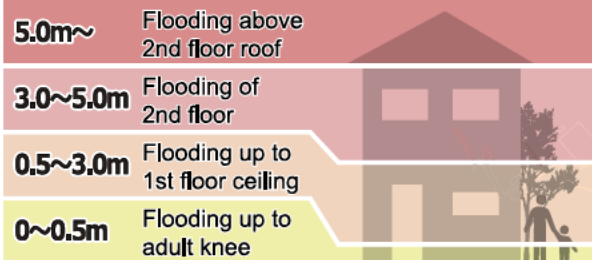 5.0m～
Flooding above
2nd floor roof
3.0～5.0m
Flooding of
2nd floor
0.5～3.0m
Flooding up to
1st floor ceiling
0～0.5m
Flooding up to
adult knee